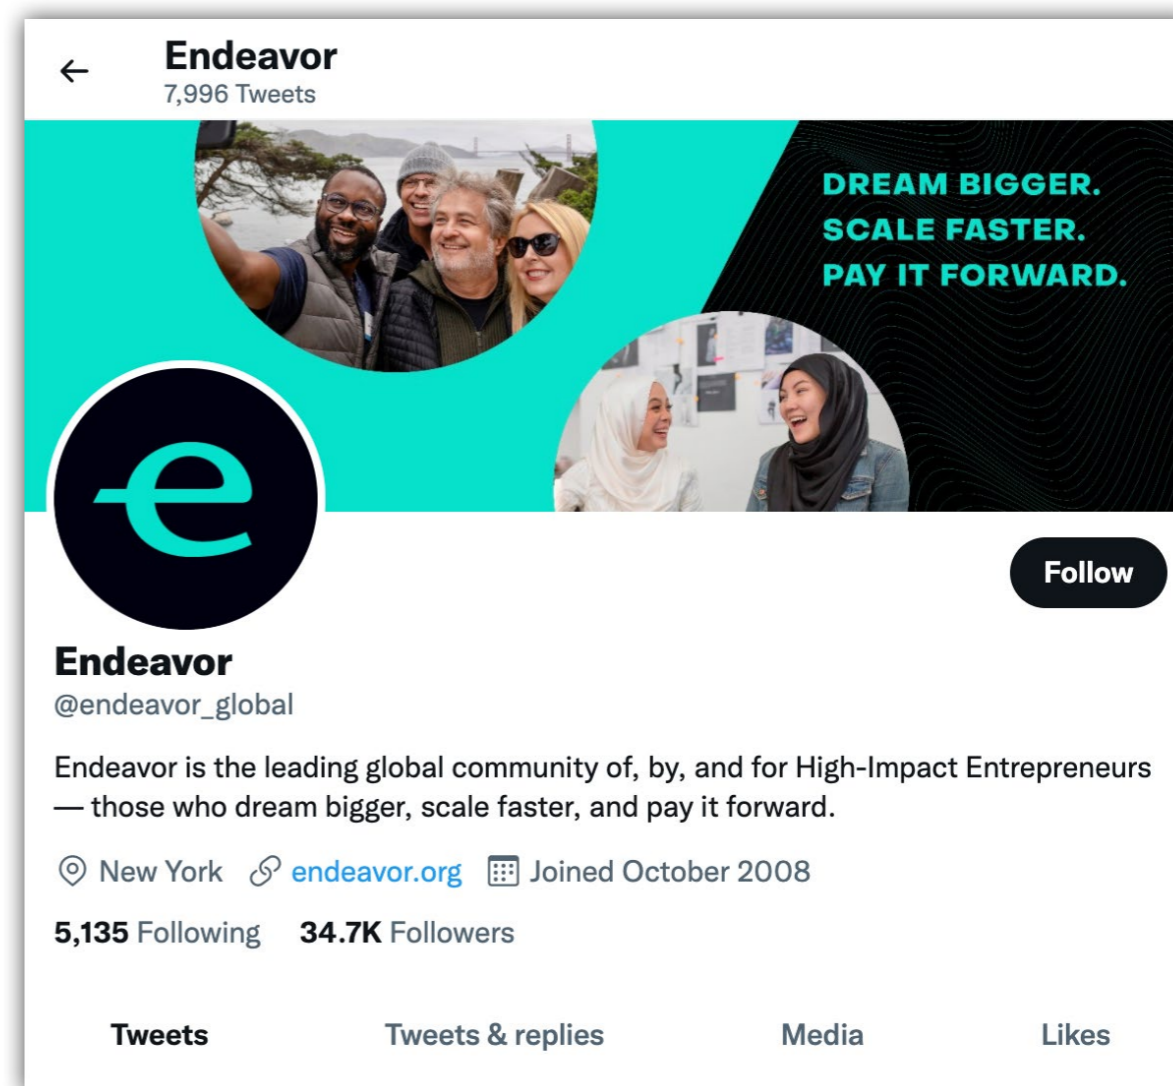 Endeavor
7,996 Tweets
DREAM BIGGER.
SCALE FASTER.
PAY IT FORWARD.
e
Follow
Endeavor
@endeavor_global
Endeavor is the leading global community of, by, and for High-Impact Entrepreneurs
— those who dream bigger, scale faster, and pay it forward.
New York endeavor.org Joined October 2008
5,135 Following 34.7K Followers
Tweets Tweets & replies Media Likes